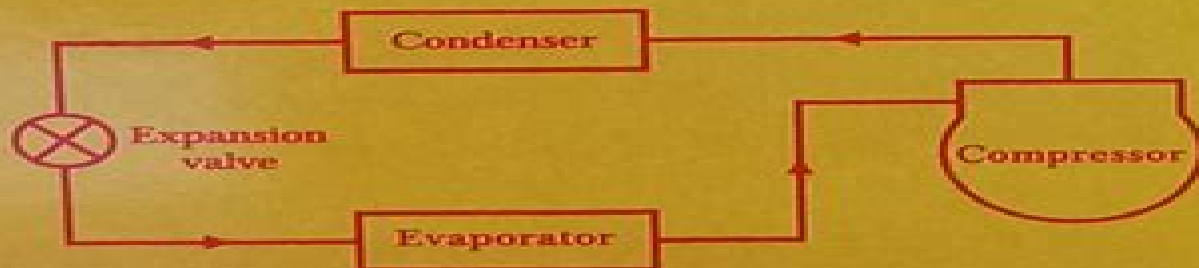 Condenser
Expansion
valve
Compressor
Evaporator